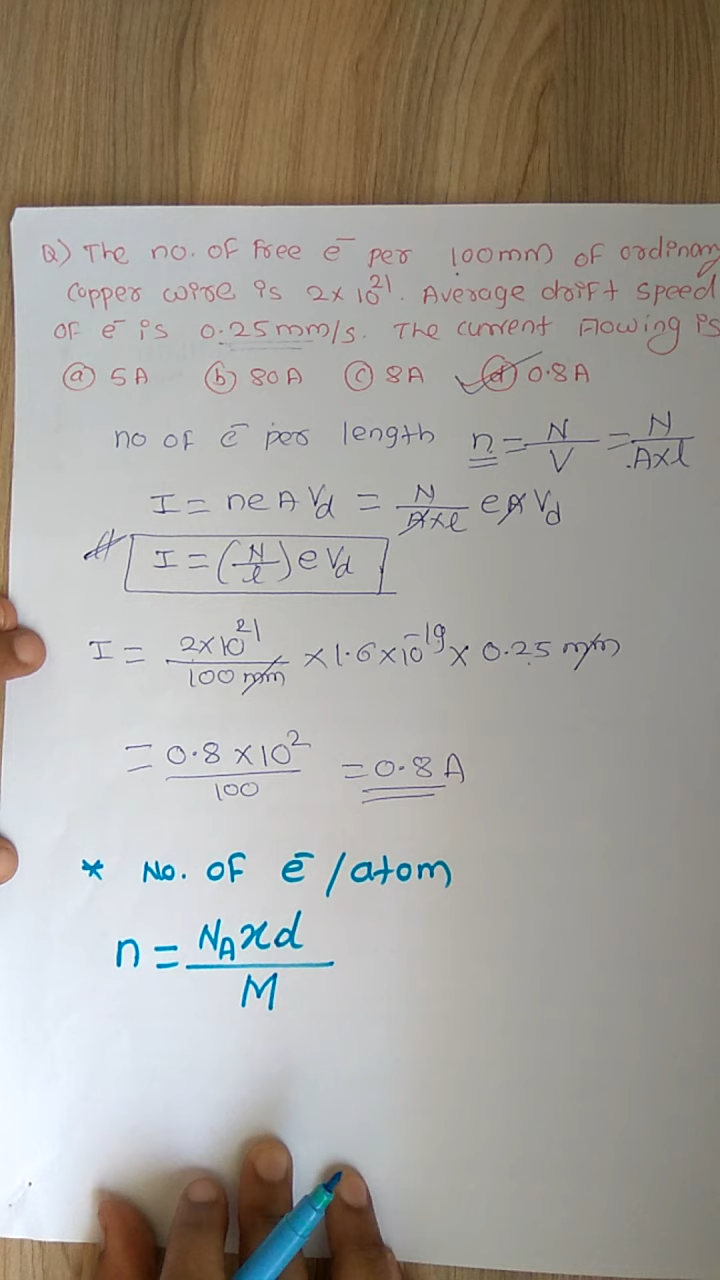 Q) The no. of free e⁻ per 100mm of ordinary
copper wire is 2×10²¹. Average drift speed
of e⁻ is 0.25mm/s. The current flowing is
(a) 5A (b) 80A (c) 8A (d) 0.8A
no of e⁻ per length n = N/V = N/(A×l)
I = neAVd = N/(A×l) eAVd
# I = (N/l)eVd
I = 2×10²¹/100mm × 1.6×10⁻¹⁹ × 0.25 mm
= 0.8×10²/100 = 0.8A
* No. of e⁻/atom
n = N_A x d/M